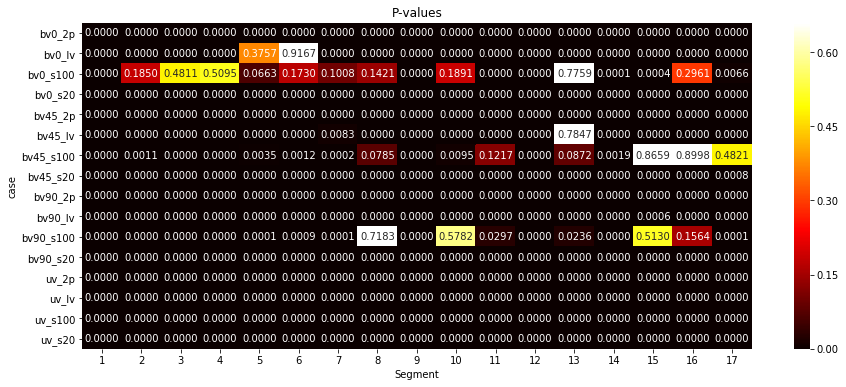 P-values
bv0_2p 0.0000 0.0000 0.0000 0.0000 0.0000 0.0000 0.0000 0.0000 0.0000 0.0000 0.0000 0.0000 0.0000 0.0000 0.0000 0.0000 0.0000
bv0_lv 0.0000 0.0000 0.0000 0.0000 0.3757 0.9167 0.0000 0.0000 0.0000 0.0000 0.0000 0.0000 0.0000 0.0000 0.0000 0.0000 0.0000
0.60
bv0_s100 0.0000 0.1850 0.4811 0.5095 0.0663 0.1730 0.1008 0.1421 0.0000 0.1891 0.0000 0.0000 0.7759 0.0001 0.0004 0.2961 0.0066
bv0_s20 0.0000 0.0000 0.0000 0.0000 0.0000 0.0000 0.0000 0.0000 0.0000 0.0000 0.0000 0.0000 0.0000 0.0000 0.0000 0.0000 0.0000
bv45_2p 0.0000 0.0000 0.0000 0.0000 0.0000 0.0000 0.0000 0.0000 0.0000 0.0000 0.0000 0.0000 0.0000 0.0000 0.0000 0.0000 0.0000
0.45
bv45_lv 0.0000 0.0000 0.0000 0.0000 0.0000 0.0000 0.0083 0.0000 0.0000 0.0000 0.0000 0.0000 0.7847 0.0000 0.0000 0.0000 0.0000
bv45_s100 0.0000 0.0011 0.0000 0.0000 0.0035 0.0012 0.0002 0.0785 0.0000 0.0095 0.1217 0.0000 0.0872 0.0019 0.8659 0.8998 0.4821
bv45_s20 0.0000 0.0000 0.0000 0.0000 0.0000 0.0000 0.0000 0.0000 0.0000 0.0000 0.0000 0.0000 0.0000 0.0000 0.0000 0.0000 0.0008
case
bv90_2p 0.0000 0.0000 0.0000 0.0000 0.0000 0.0000 0.0000 0.0000 0.0000 0.0000 0.0000 0.0000 0.0000 0.0000 0.0000 0.0000 0.0000
0.30
bv90_lv 0.0000 0.0000 0.0000 0.0000 0.0000 0.0000 0.0000 0.0000 0.0000 0.0000 0.0000 0.0000 0.0000 0.0000 0.0006 0.0000 0.0000
bv90_s100 0.0000 0.0000 0.0000 0.0000 0.0001 0.0009 0.0001 0.7183 0.0000 0.5782 0.0297 0.0000 0.0236 0.0000 0.5130 0.1564 0.0001
bv90_s20 0.0000 0.0000 0.0000 0.0000 0.0000 0.0000 0.0000 0.0000 0.0000 0.0000 0.0000 0.0000 0.0000 0.0000 0.0000 0.0000 0.0000
0.15
uv_2p 0.0000 0.0000 0.0000 0.0000 0.0000 0.0000 0.0000 0.0000 0.0000 0.0000 0.0000 0.0000 0.0000 0.0000 0.0000 0.0000 0.0000
uv_lv 0.0000 0.0000 0.0000 0.0000 0.0000 0.0000 0.0000 0.0000 0.0000 0.0000 0.0000 0.0000 0.0000 0.0000 0.0000 0.0000 0.0000
uv_s100 0.0000 0.0000 0.0000 0.0000 0.0000 0.0000 0.0000 0.0000 0.0000 0.0000 0.0000 0.0000 0.0000 0.0000 0.0000 0.0000 0.0000
uv_s20 0.0000 0.0000 0.0000 0.0000 0.0000 0.0000 0.0000 0.0000 0.0000 0.0000 0.0000 0.0000 0.0000 0.0000 0.0000 0.0000 0.0000
0.00
1 2 3 4 5 6 7 8 9 10 11 12 13 14 15 16 17
Segment